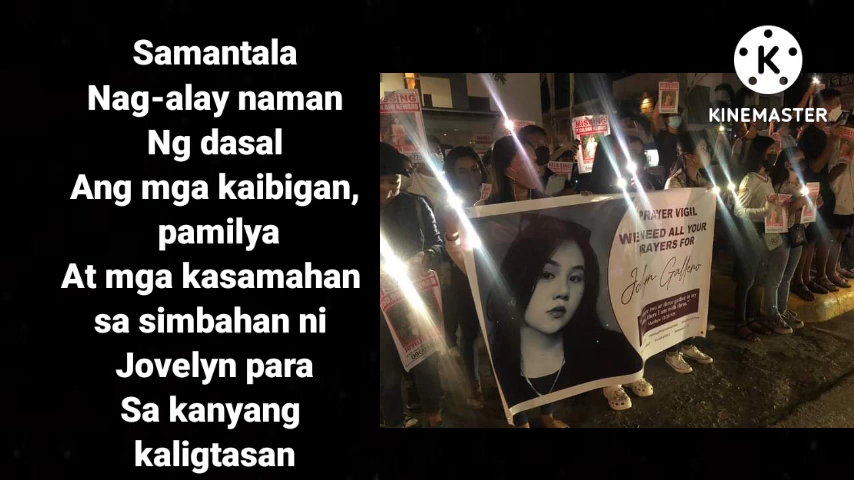 Samantala
Nag-alay naman
Ng dasal
Ang mga kaibigan,
pamilya
At mga kasamahan
sa simbahan ni
Jovelyn para
Sa kanyang
kaligtasan
KINEMASTER
MISSING
PRAYER VIGIL
WE NEED ALL YOUR
PRAYERS FOR